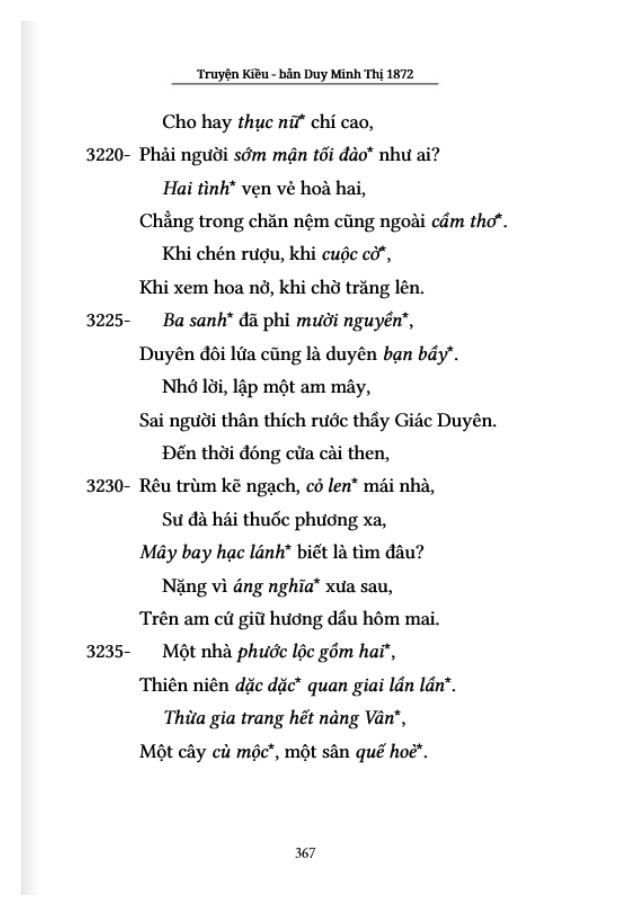 Truyện Kiều - bản Duy Minh Thị 1872
Cho hay thục nữ* chí cao,
3220- Phải người sớm mận tối đào* như ai?
Hai tình* vẹn vẻ hoà hai,
Chẳng trong chăn nệm cũng ngoài cầm thơ*.
Khi chén rượu, khi cuộc cờ*,
Khi xem hoa nở, khi chờ trăng lên.
3225- Ba sanh* đã phỉ mười nguyền*,
Duyên đôi lứa cũng là duyên bạn bầy*.
Nhớ lời, lập một am mây,
Sai người thân thích rước thầy Giác Duyên.
Đến thời đóng cửa cài then,
3230- Rêu trùm kẽ ngạch, cỏ len* mái nhà,
Sư đà hái thuốc phương xa,
Mây bay hạc lánh* biết là tìm đâu?
Nặng vì áng nghĩa* xưa sau,
Trên am cứ giữ hương dầu hôm mai.
3235- Một nhà phước lộc gồm hai*,
Thiên niên dặc dặc* quan giai lần lần*.
Thừa gia trang hết nàng Vân*,
Một cây cù mộc*, một sân quế hoè*.
367